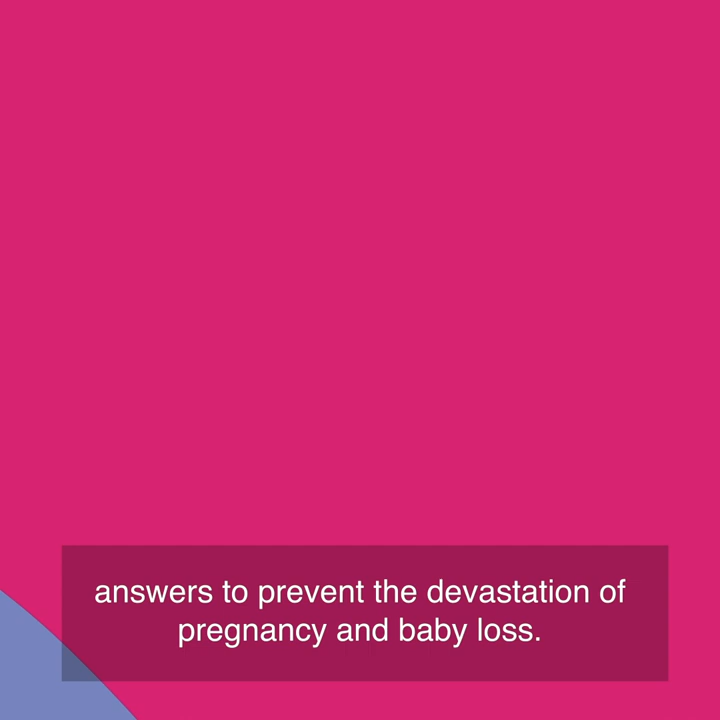 answers to prevent the devastation of
pregnancy and baby loss.